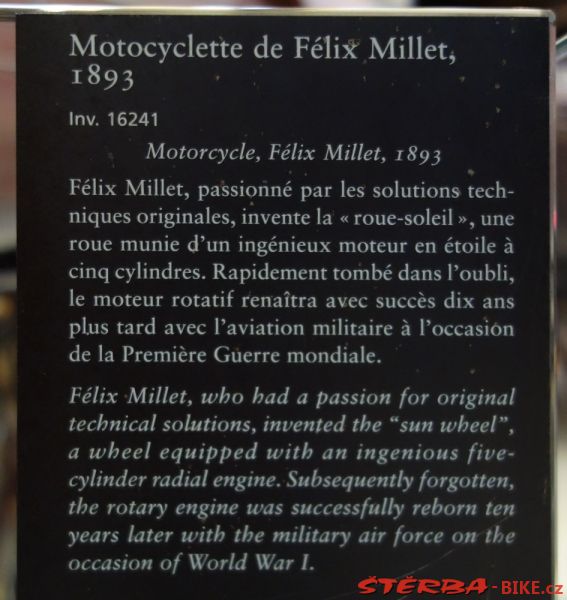 Motocyclette de Félix Millet,
1893
Inv. 16241
Motorcycle, Félix Millet, 1893
Félix Millet, passionné par les solutions tech-
niques originales, invente la « roue-soleil », une
roue munie d'un ingénieux moteur en étoile à
cinq cylindres. Rapidement tombé dans l'oubli,
le moteur rotatif renaîtra avec succès dix ans
plus tard avec l'aviation militaire à l'occasion
de la Première Guerre mondiale.
Félix Millet, who had a passion for original
technical solutions, invented the "sun wheel",
a wheel equipped with an ingenious five-
cylinder radial engine. Subsequently forgotten,
the rotary engine was successfully reborn ten
years later with the military air force on the
occasion of World War I.
ŠTĚRBA-BIKE.cz